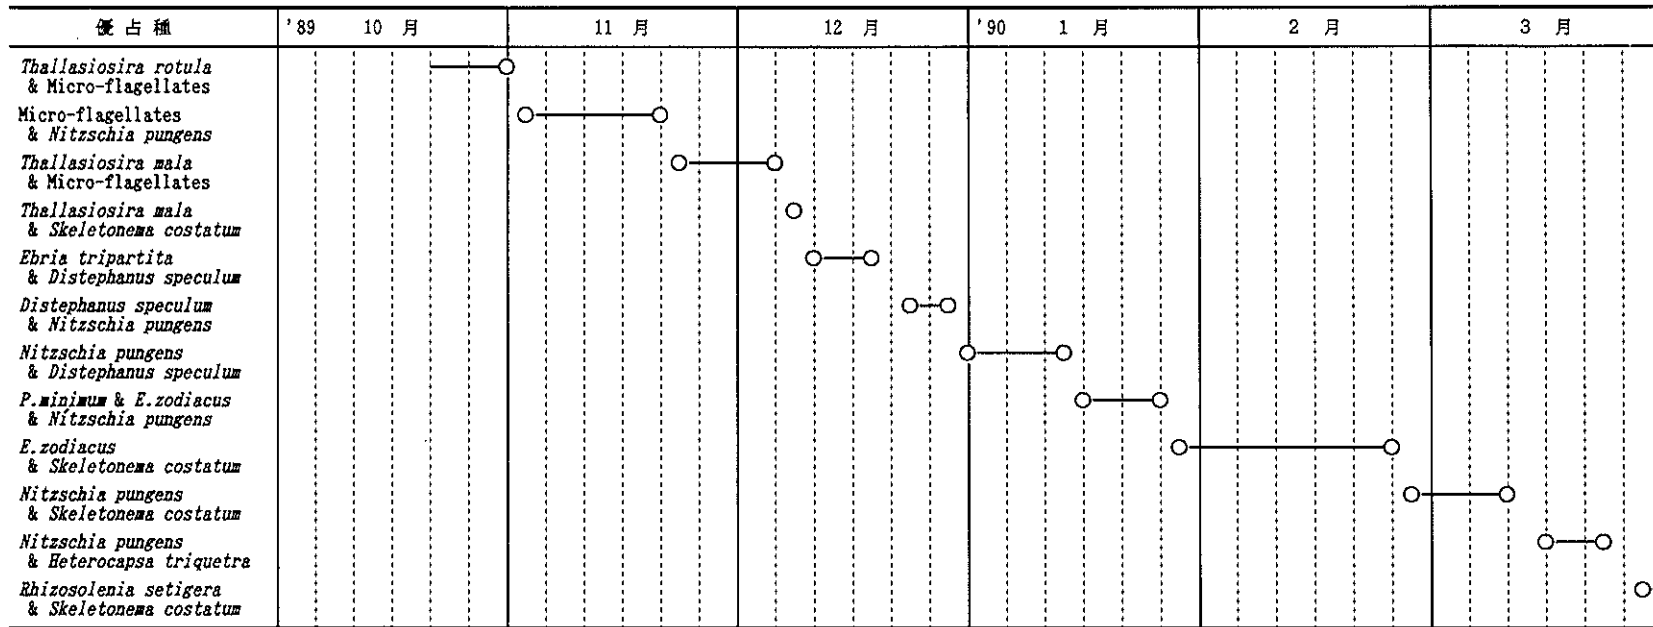 優占種 '89 10 月 11 月 12 月 '90 1 月 2 月 3 月
Thallasiosira rotula
& Micro-flagellates
Micro-flagellates
& Nitzschia pungens
Thallasiosira mala
& Micro-flagellates
Thallasiosira mala
& Skeletonema costatum
Ebria tripartita
& Distephanus speculum
Distephanus speculum
& Nitzschia pungens
Nitzschia pungens
& Distephanus speculum
P.minimum & E.zodiacus
& Nitzschia pungens
E.zodiacus
& Skeletonema costatum
Nitzschia pungens
& Skeletonema costatum
Nitzschia pungens
& Heterocapsa triquetra
Rhizosolenia setigera
& Skeletonema costatum